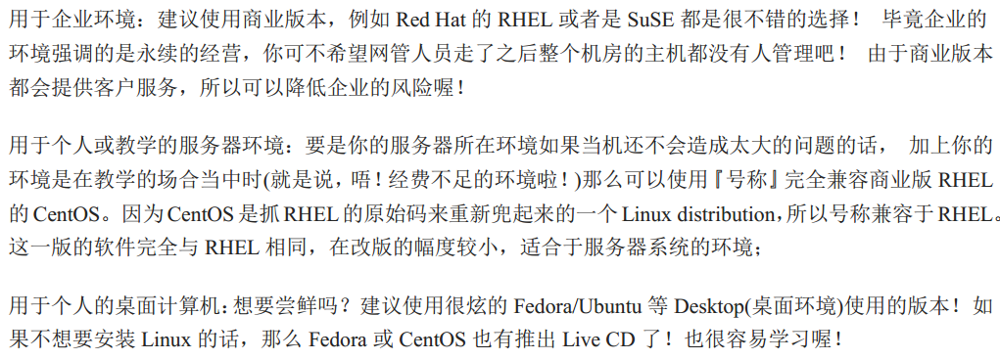 用于企业环境：建议使用商业版本，例如 Red Hat 的 RHEL 或者是 SuSE 都是很不错的选择！ 毕竟企业的
环境强调的是永续的经营，你可不希望网管人员走了之后整个机房的主机都没有人管理吧！ 由于商业版本
都会提供客户服务，所以可以降低企业的风险喔！
用于个人或教学的服务器环境：要是你的服务器所在环境如果当机还不会造成太大的问题的话， 加上你的
环境是在教学的场合当中时(就是说，唔！经费不足的环境啦！)那么可以使用『号称』完全兼容商业版 RHEL
的 CentOS。因为 CentOS 是抓 RHEL 的原始码来重新兜起来的一个 Linux distribution，所以号称兼容于 RHEL。
这一版的软件完全与 RHEL 相同，在改版的幅度较小，适合于服务器系统的环境；
用于个人的桌面计算机：想要尝鲜吗？建议使用很炫的 Fedora/Ubuntu 等 Desktop(桌面环境)使用的版本！如
果不想要安装 Linux 的话，那么 Fedora 或 CentOS 也有推出 Live CD 了！也很容易学习喔！